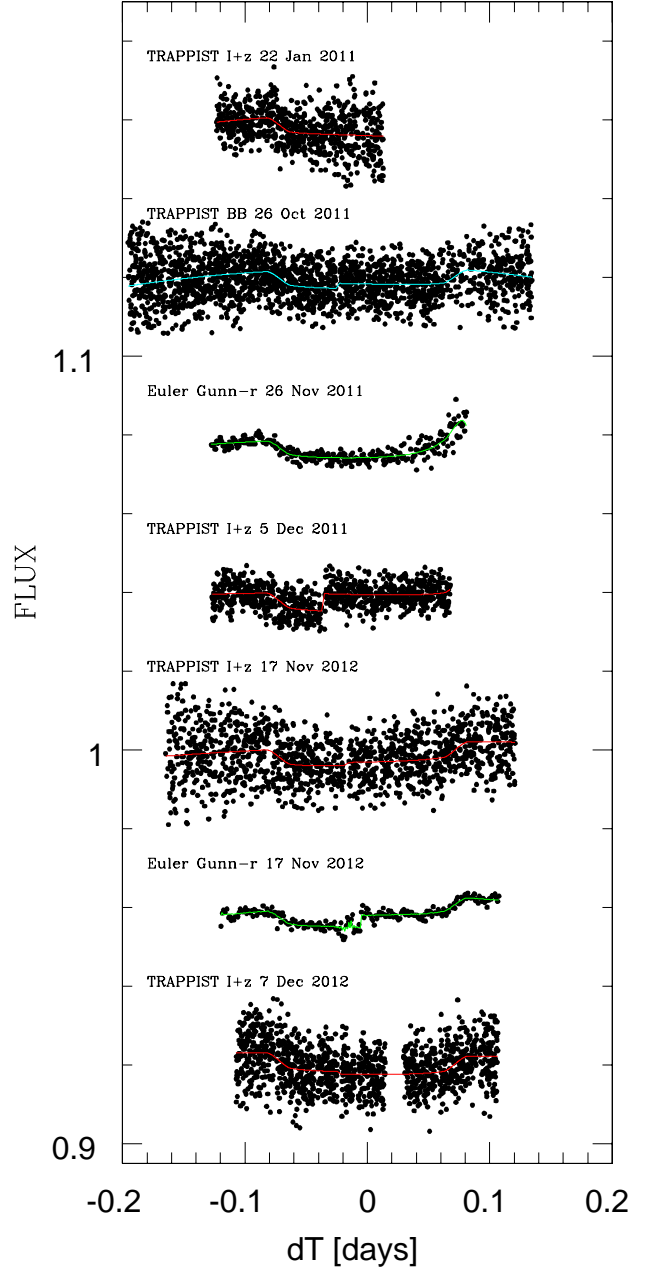 TRAPPIST I+z 22 Jan 2011
TRAPPIST BB 26 Oct 2011
1.1
Euler Gunn-r 26 Nov 2011
TRAPPIST I+z 5 Dec 2011
FLUX
TRAPPIST I+z 17 Nov 2012
1
Euler Gunn-r 17 Nov 2012
TRAPPIST I+z 7 Dec 2012
0.9
-0.2 -0.1 0 0.1 0.2
dT [days]